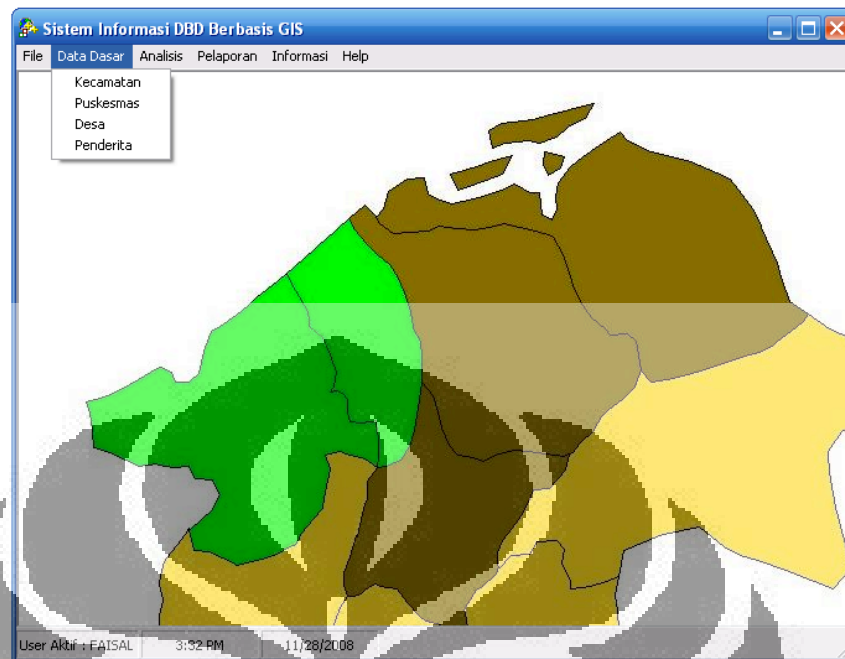 Sistem Informasi DBD Berbasis GIS
File Data Dasar Analisis Pelaporan Informasi Help
Kecamatan
Puskesmas
Desa
Penderita
User Aktif : FAISAL 3:32 PM 11/28/2008